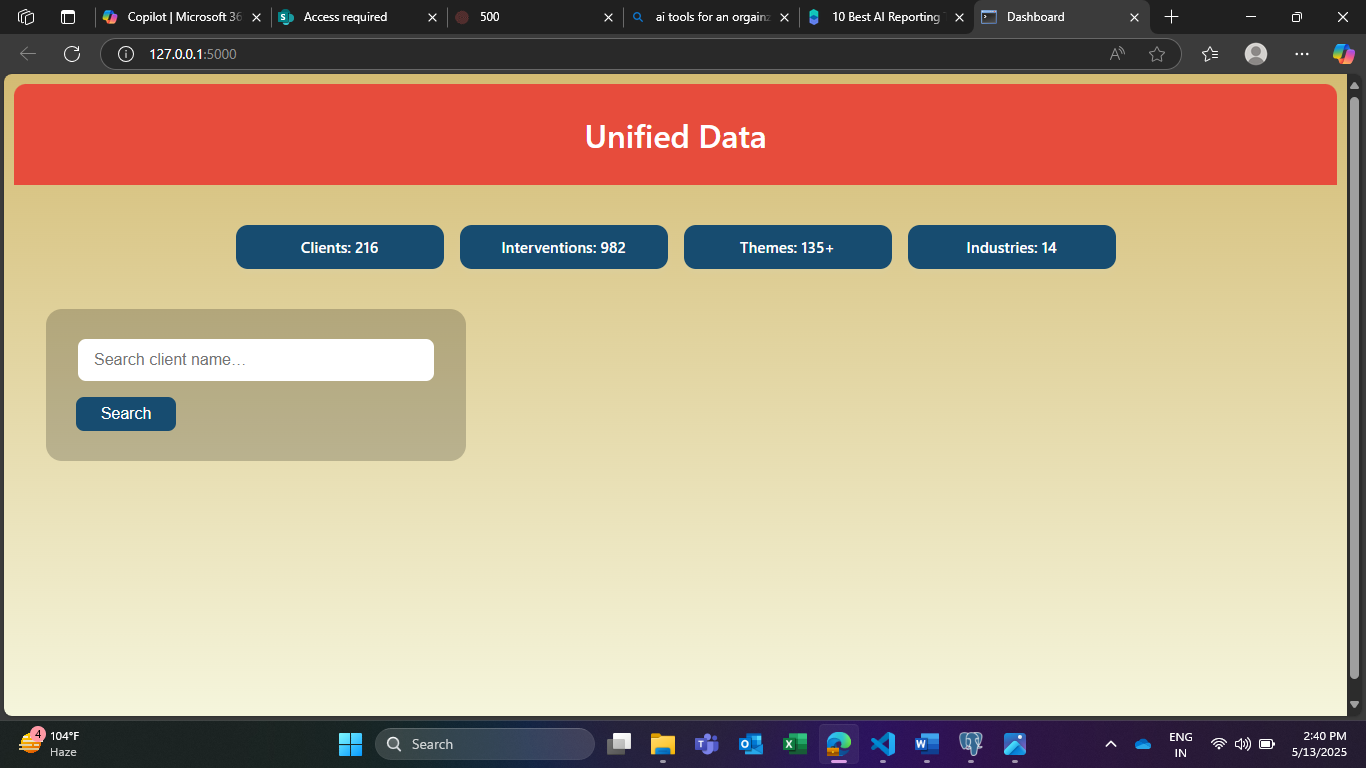 Copilot | Microsoft 36
Access required
500
ai tools for an orgainz
10 Best AI Reporting T
Dashboard
127.0.0.1:5000
Unified Data
Clients: 216
Interventions: 982
Themes: 135+
Industries: 14
Search client name…
Search
4
104°F
Haze
Search
ENG
IN
2:40 PM
5/13/2025